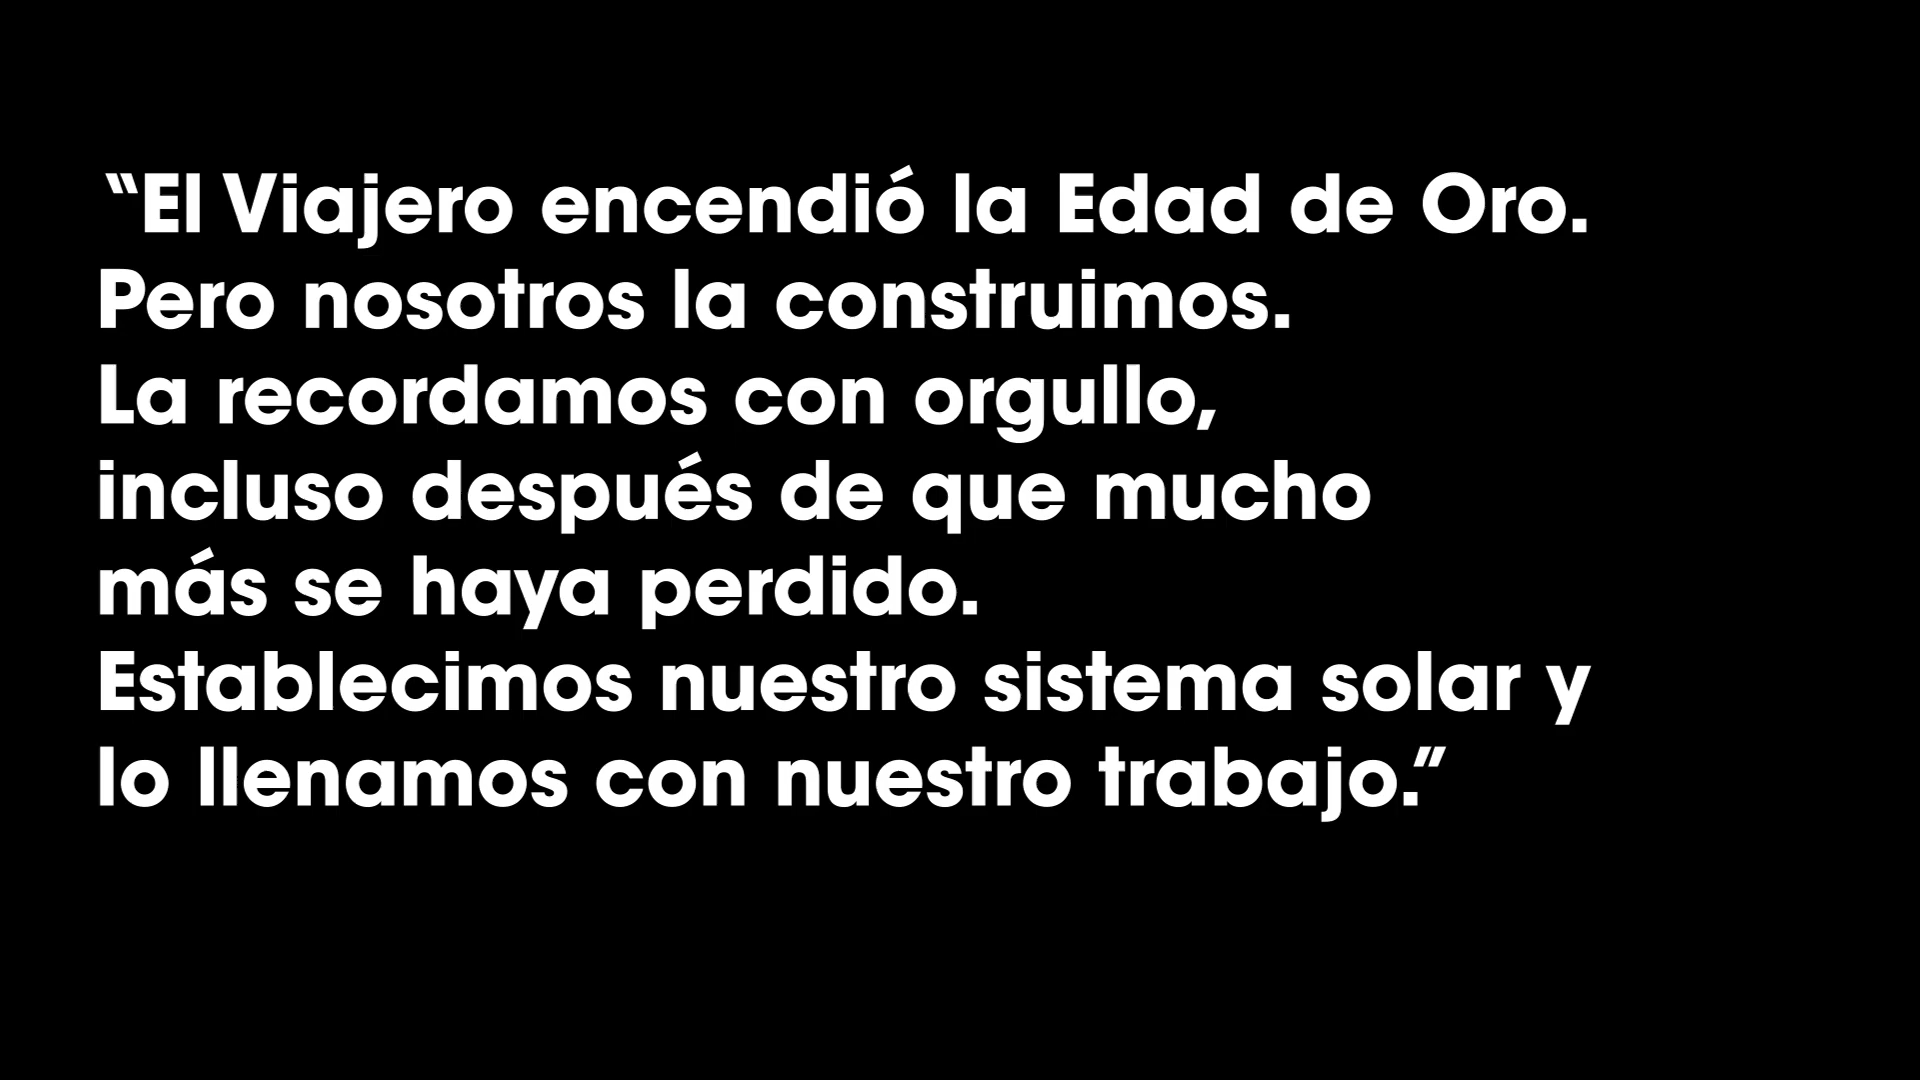 “El Viajero encendió la Edad de Oro.
Pero nosotros la construimos.
La recordamos con orgullo,
incluso después de que mucho
más se haya perdido.
Establecimos nuestro sistema solar y
lo llenamos con nuestro trabajo.”